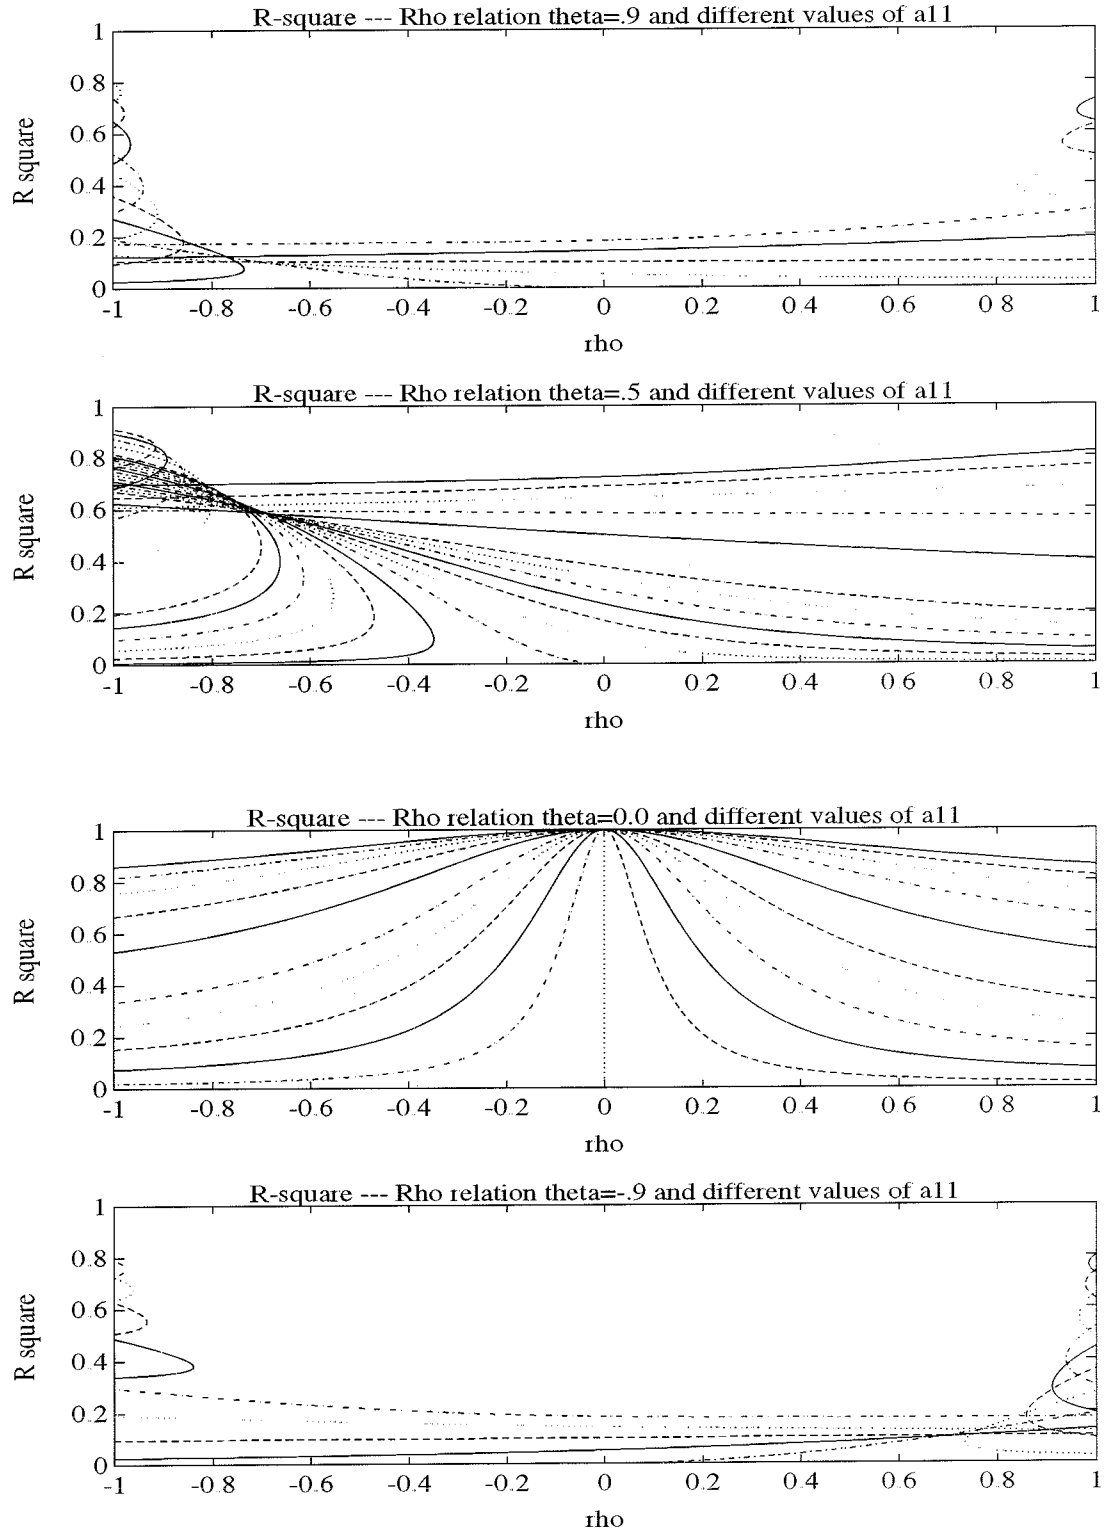 R-square --- Rho relation theta=.9 and different values of a11
1
0.8
0.6
0.4
0.2
0
R square
-1 -0.8 -0.6 -0.4 -0.2 0 0.2 0.4 0.6 0.8 1
rho
R-square --- Rho relation theta=.5 and different values of a11
1
0.8
0.6
0.4
0.2
0
R square
-1 -0.8 -0.6 -0.4 -0.2 0 0.2 0.4 0.6 0.8 1
rho
R-square --- Rho relation theta=0.0 and different values of a11
1
0.8
0.6
0.4
0.2
0
R square
-1 -0.8 -0.6 -0.4 -0.2 0 0.2 0.4 0.6 0.8 1
rho
R-square --- Rho relation theta=-.9 and different values of a11
1
0.8
0.6
0.4
0.2
0
R square
-1 -0.8 -0.6 -0.4 -0.2 0 0.2 0.4 0.6 0.8 1
rho